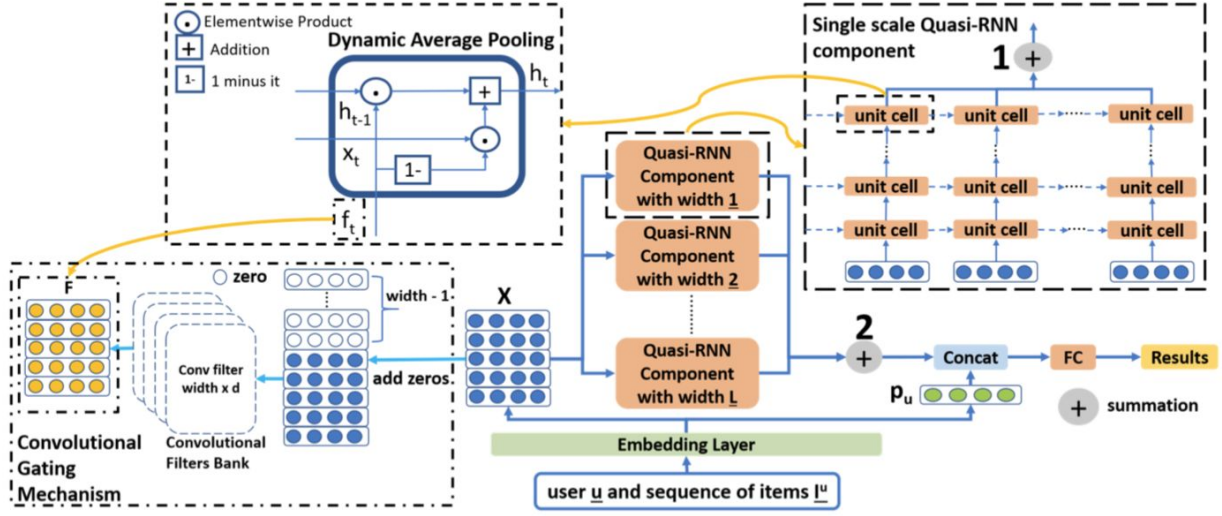 Elementwise Product
Addition
1- 1 minus it
Dynamic Average Pooling
h_t-1
x_t
1-
h_t
f_t
Single scale Quasi-RNN
component
1
+
unit cell unit cell unit cell
unit cell unit cell unit cell
unit cell unit cell unit cell
Quasi-RNN
Component
with width 1
Quasi-RNN
Component
with width 2
Quasi-RNN
Component
with width L
F
zero
width - 1
Conv filter
width x d
add zeros
Convolutional
Filters Bank
Convolutional
Gating
Mechanism
X
2
+
Concat
FC
Results
p_u
+ summation
Embedding Layer
user u and sequence of items I^u